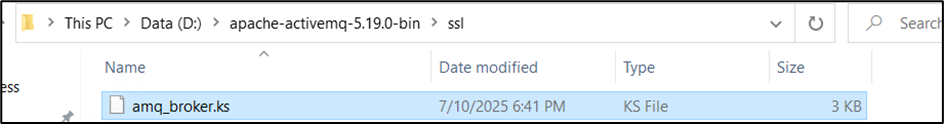 This PC > Data (D:) > apache-activemq-5.19.0-bin > ssl
Search
ess
Name Date modified Type Size
amq_broker.ks 7/10/2025 6:41 PM KS File 3 KB